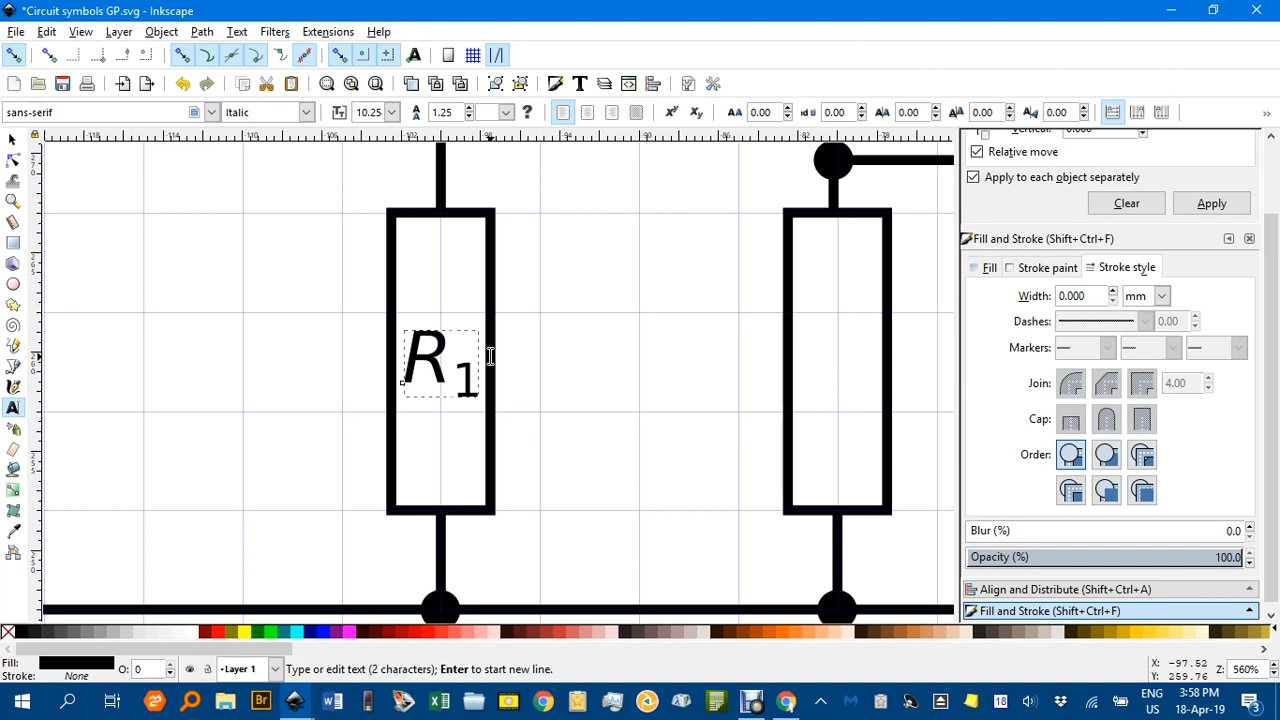 *Circuit symbols GP.svg - Inkscape
File Edit View Layer Object Path Text Filters Extensions Help
sans-serif Italic 10.25 1.25 0.00 0.00 0.00 0.00 0.00
Vertical: 0.000
Relative move
Apply to each object separately
Clear Apply
Fill and Stroke (Shift+Ctrl+F)
Fill Stroke paint Stroke style
Width: 0.000 mm
Dashes: 0.00
Markers:
Join: 4.00
Cap:
Order:
R1
Blur (%) 0.0
Opacity (%) 100.0
Align and Distribute (Shift+Ctrl+A)
Fill and Stroke (Shift+Ctrl+F)
Fill:
Stroke: None
O: 0
Layer 1
Type or edit text (2 characters); Enter to start new line.
X: -97.52
Y: 259.76
Z: 560%
ENG
US
3:58 PM
18-Apr-19
18
3